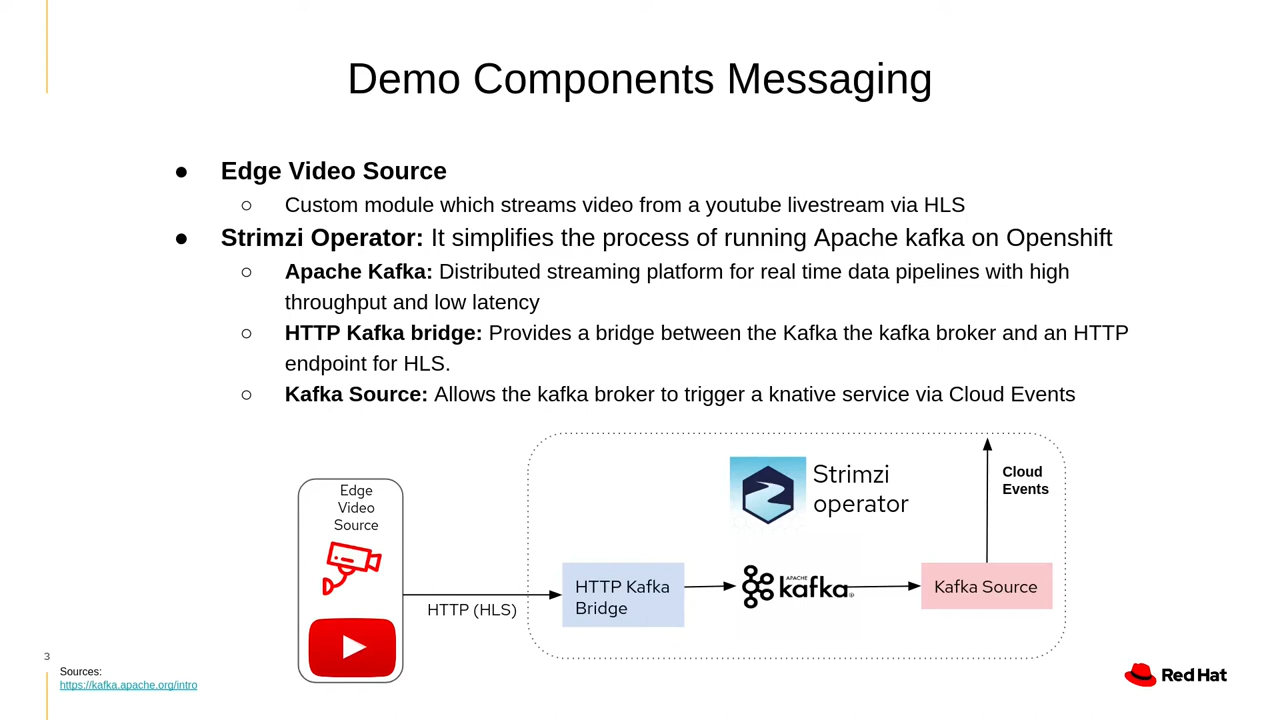 Demo Components Messaging
● Edge Video Source
○ Custom module which streams video from a youtube livestream via HLS
● Strimzi Operator: It simplifies the process of running Apache kafka on Openshift
○ Apache Kafka: Distributed streaming platform for real time data pipelines with high
throughput and low latency
○ HTTP Kafka bridge: Provides a bridge between the Kafka the kafka broker and an HTTP
endpoint for HLS.
○ Kafka Source: Allows the kafka broker to trigger a knative service via Cloud Events
Edge
Video
Source
HTTP (HLS)
Strimzi
operator
HTTP Kafka
Bridge
APACHE
kafka®
Kafka Source
Cloud
Events
3
Sources:
https://kafka.apache.org/intro
Red Hat